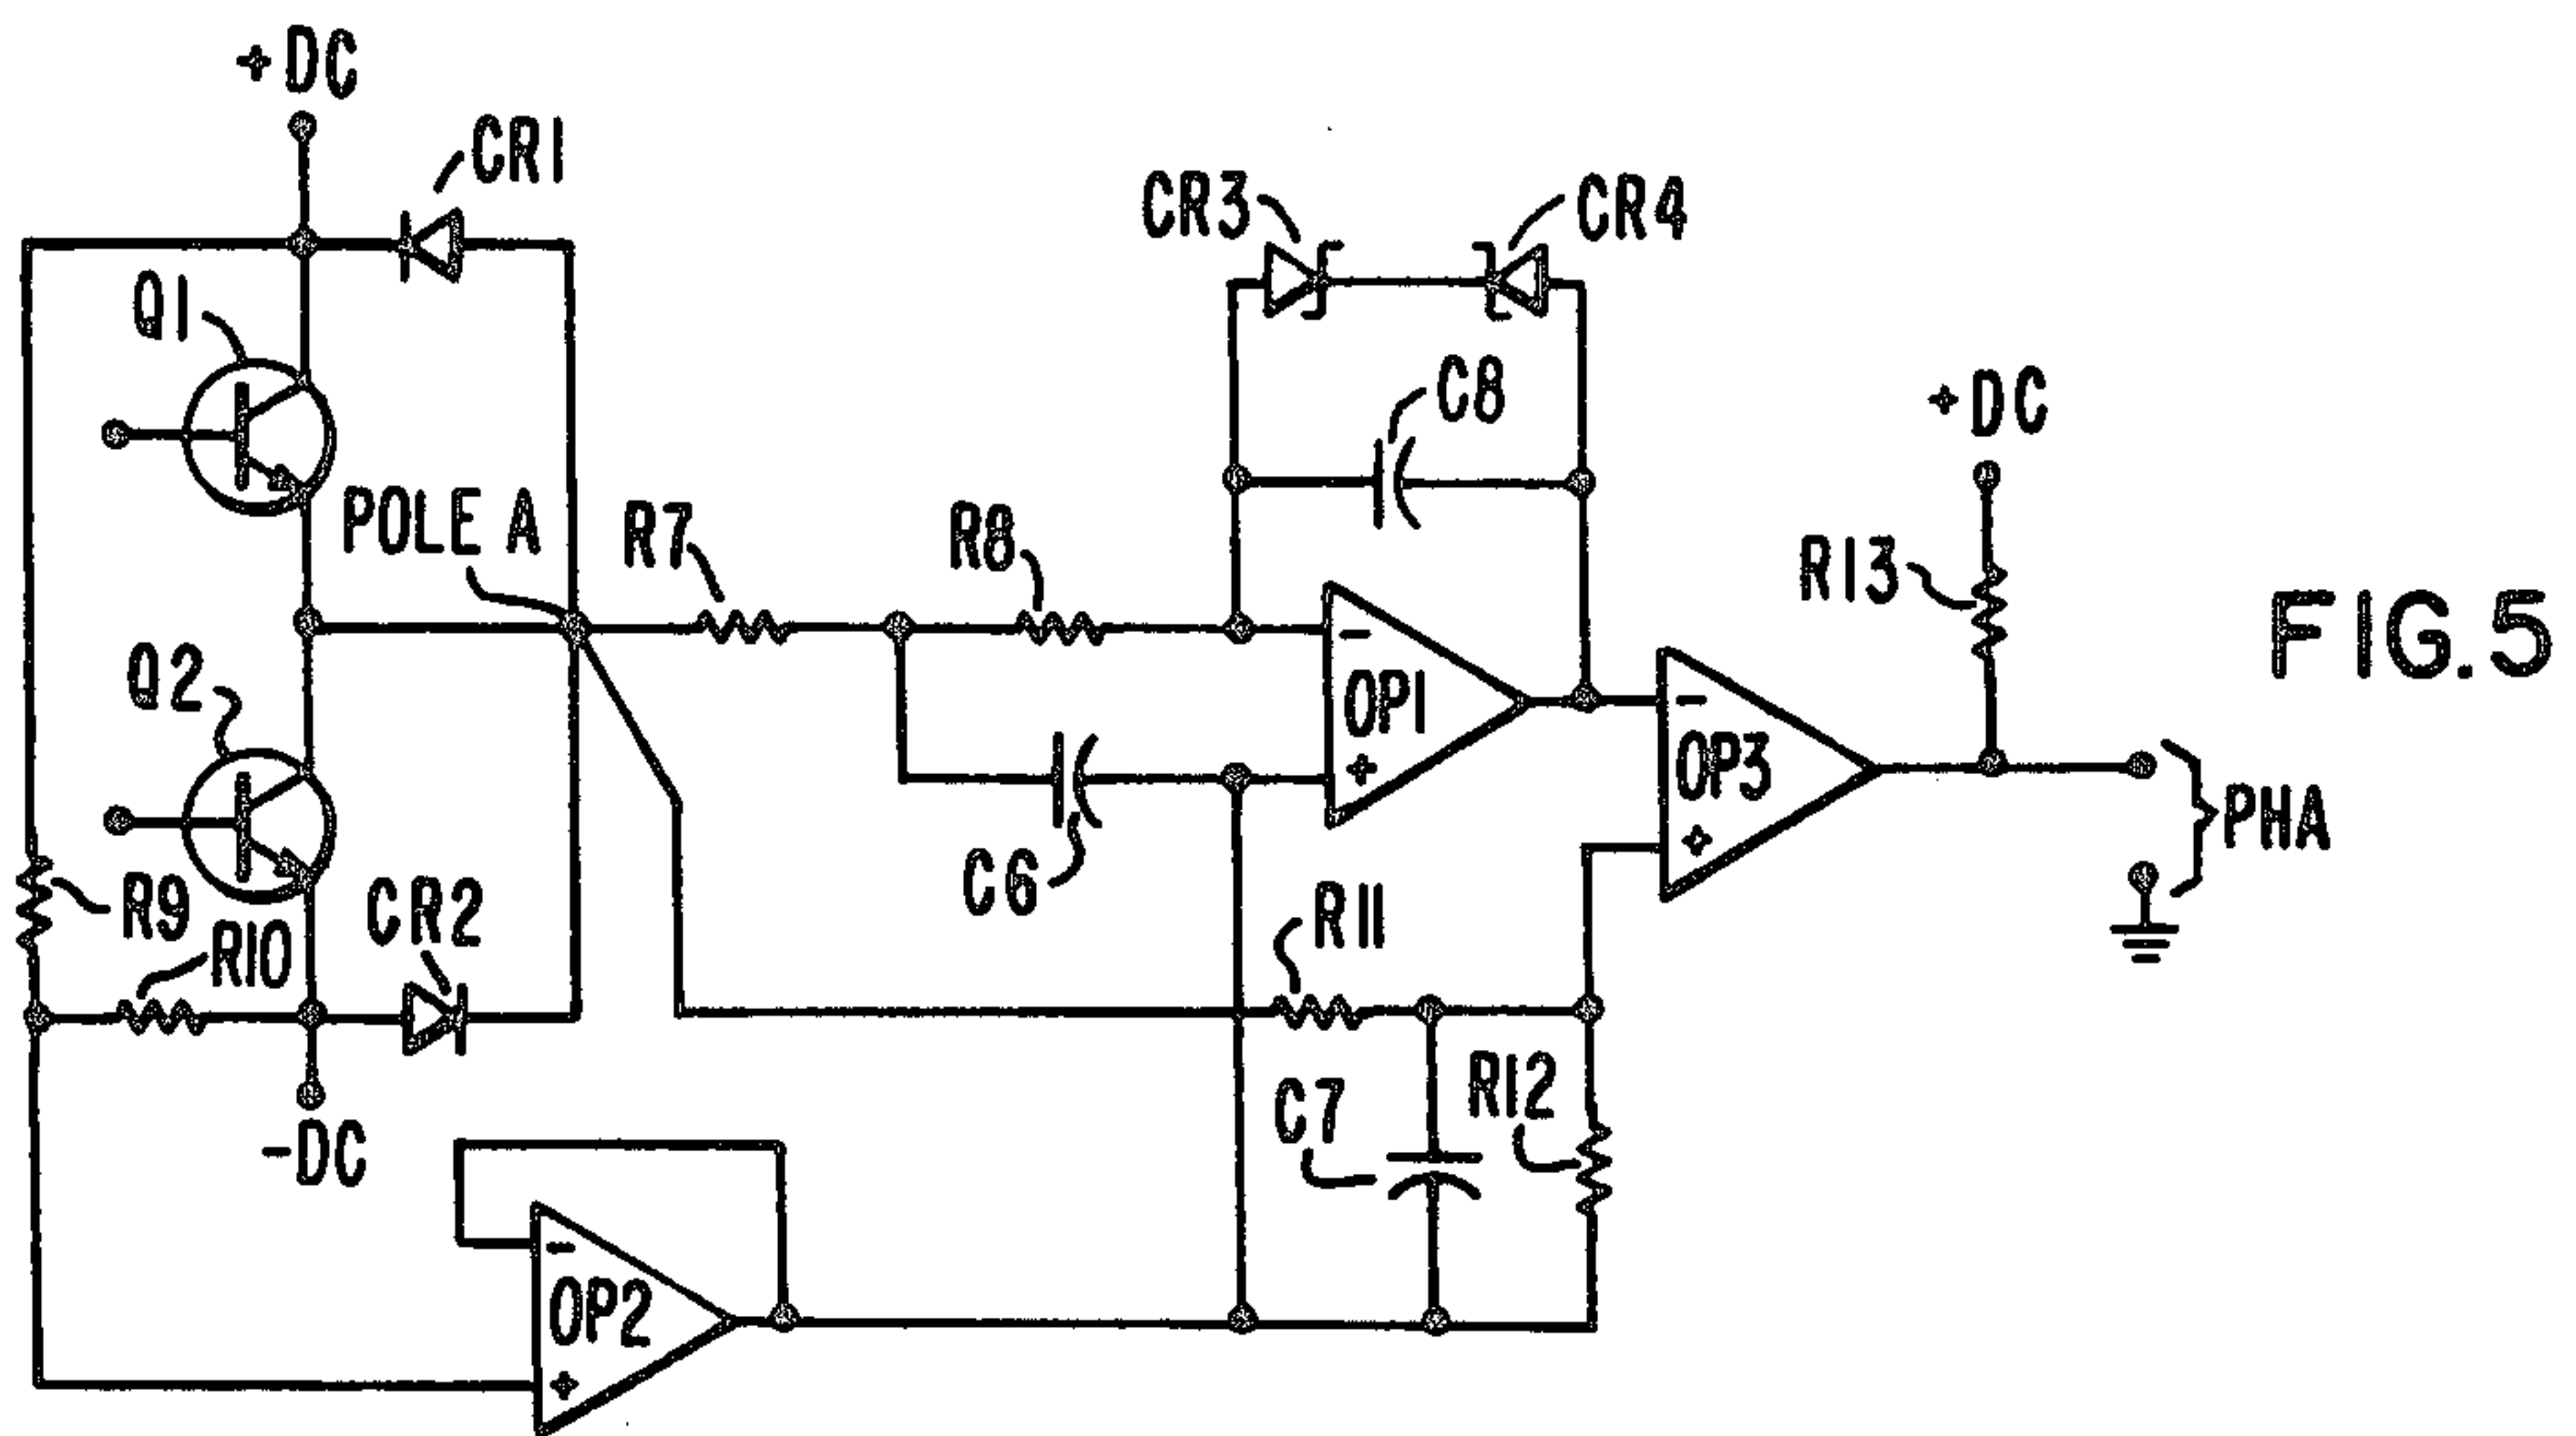 +DC
CR1
CR3
CR4
Q1
C8
+DC
POLE A
R7
R8
R13
FIG. 5
Q2
-
OP1
+
-
OP3
+
PHA
C6
R9
R10
CR2
R11
-DC
C7
R12
-
OP2
+